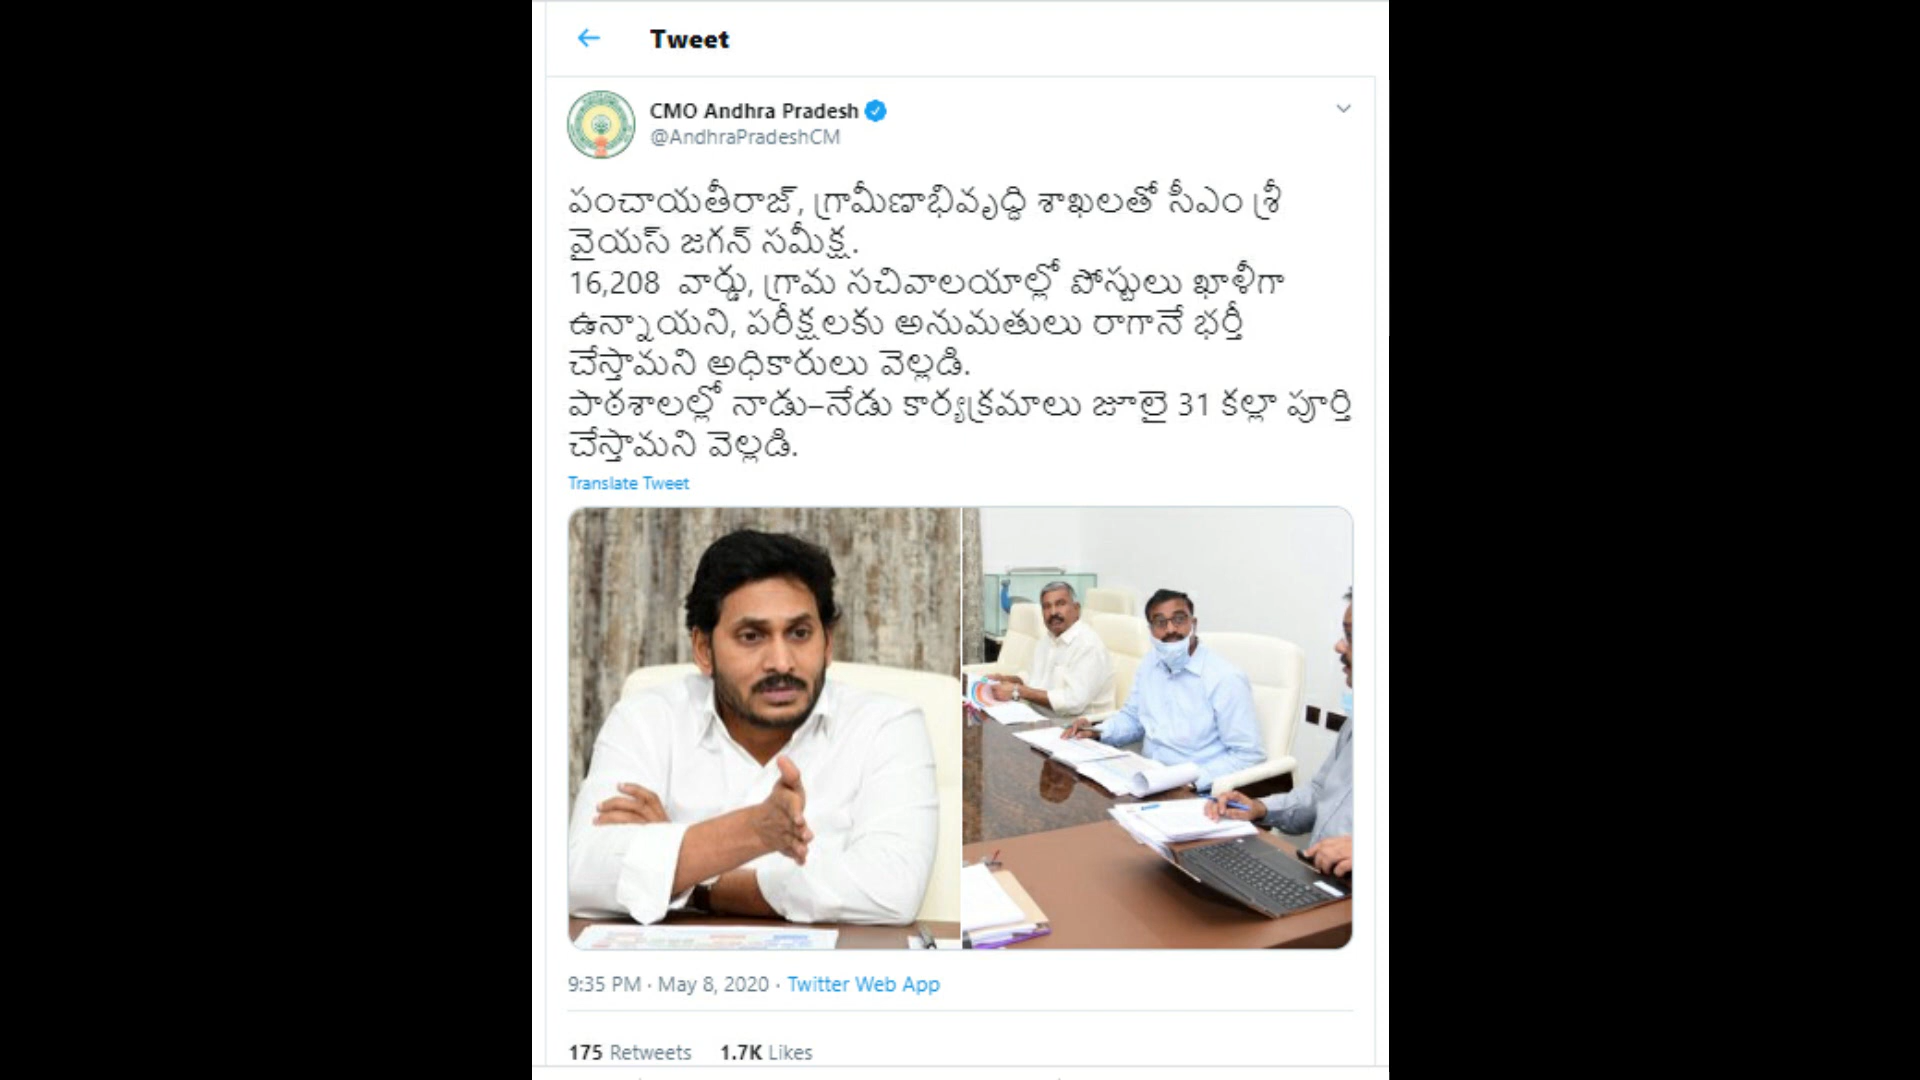 Tweet
CMO Andhra Pradesh
@AndhraPradeshCM
పంచాయతీరాజ్, గ్రామీణాభివృద్ధి శాఖలతో సీఎం శ్రీ
వైయస్ జగన్ సమీక్ష.
16,208 వార్డు, గ్రామ సచివాలయాల్లో పోస్టులు ఖాళీగా
ఉన్నాయని, పరీక్షలకు అనుమతులు రాగానే భర్తీ
చేస్తామని అధికారులు వెల్లడి.
పాఠశాలల్లో నాడు–నేడు కార్యక్రమాలు జూలై 31 కల్లా పూర్తి
చేస్తామని వెల్లడి.
Translate Tweet
9:35 PM · May 8, 2020 · Twitter Web App
175 Retweets 1.7K Likes